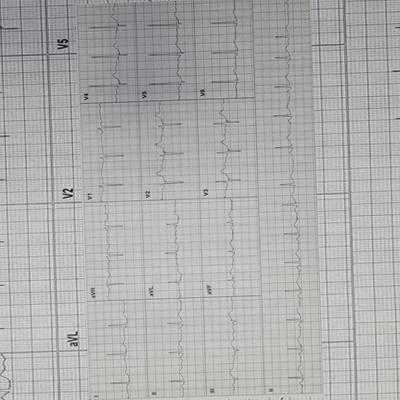 aVL V2 V5
I aVR V1 V4
II aVL V2 V5
III aVF V3 V6
II